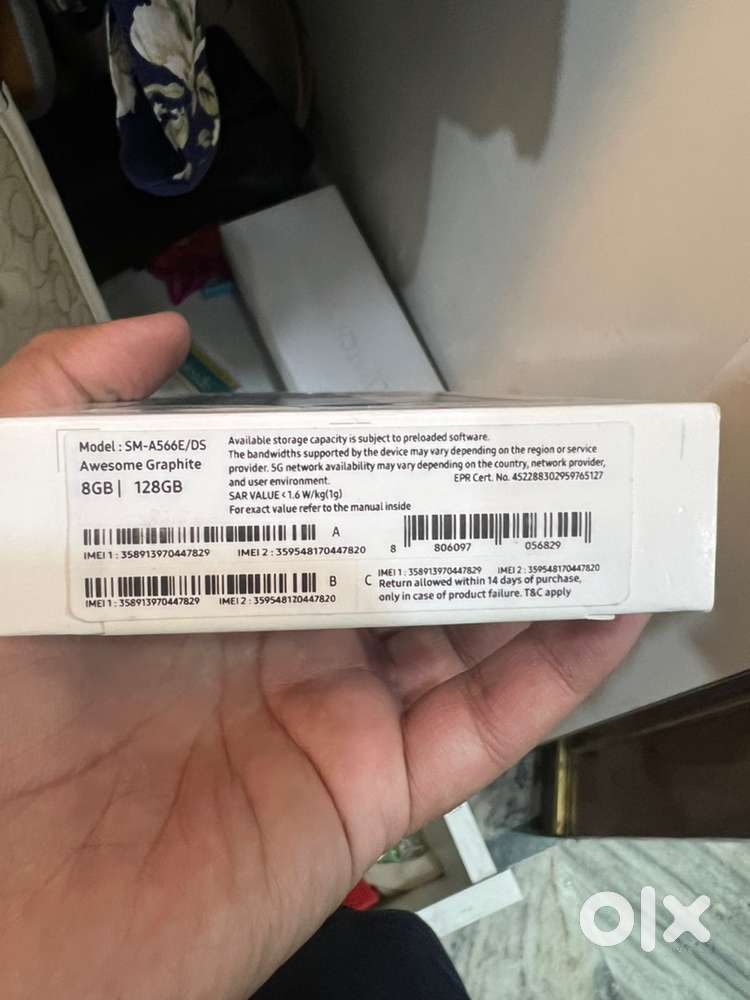 Model : SM-A566E/DS
Awesome Graphite
8GB | 128GB
Available storage capacity is subject to preloaded software.
The bandwidths supported by the device may vary depending on the region or service
provider. 5G network availability may vary depending on the country, network provider,
and user environment.
EPR Cert. No. 452288302959765127
SAR VALUE < 1.6 W/kg(1g)
For exact value refer to the manual inside
A
IMEI 1 : 358913970447829 IMEI 2 : 359548170447820
8 806097 056829
B
IMEI 1 : 358913970447829 IMEI 2 : 359548170447820
C
IMEI 1 : 358913970447829 IMEI 2 : 359548170447820
Return allowed within 14 days of purchase,
only in case of product failure. T&C apply
olx